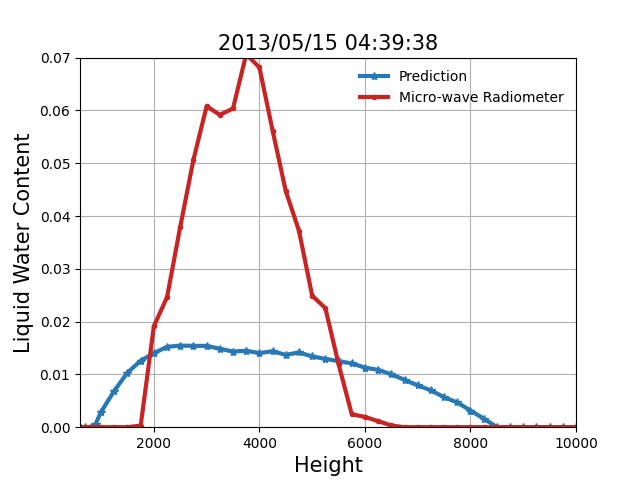 2013/05/15 04:39:38
Prediction
Micro-wave Radiometer
Liquid Water Content
0.07
0.06
0.05
0.04
0.03
0.02
0.01
0.00
2000 4000 6000 8000 10000
Height